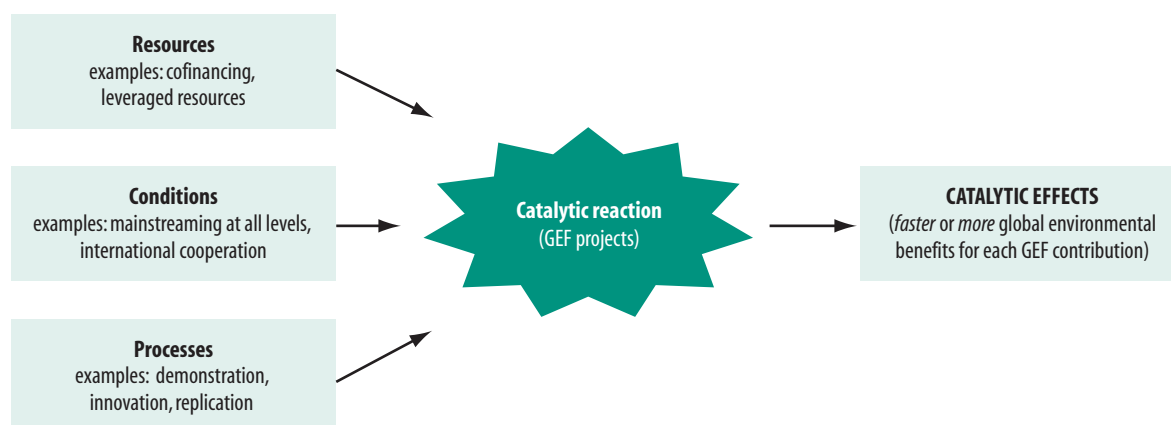 Resources
examples: cofinancing,
leveraged resources
Conditions
examples: mainstreaming at all levels,
international cooperation
Processes
examples: demonstration,
innovation, replication
Catalytic reaction
(GEF projects)
CATALYTIC EFFECTS
(faster or more global environmental
benefits for each GEF contribution)